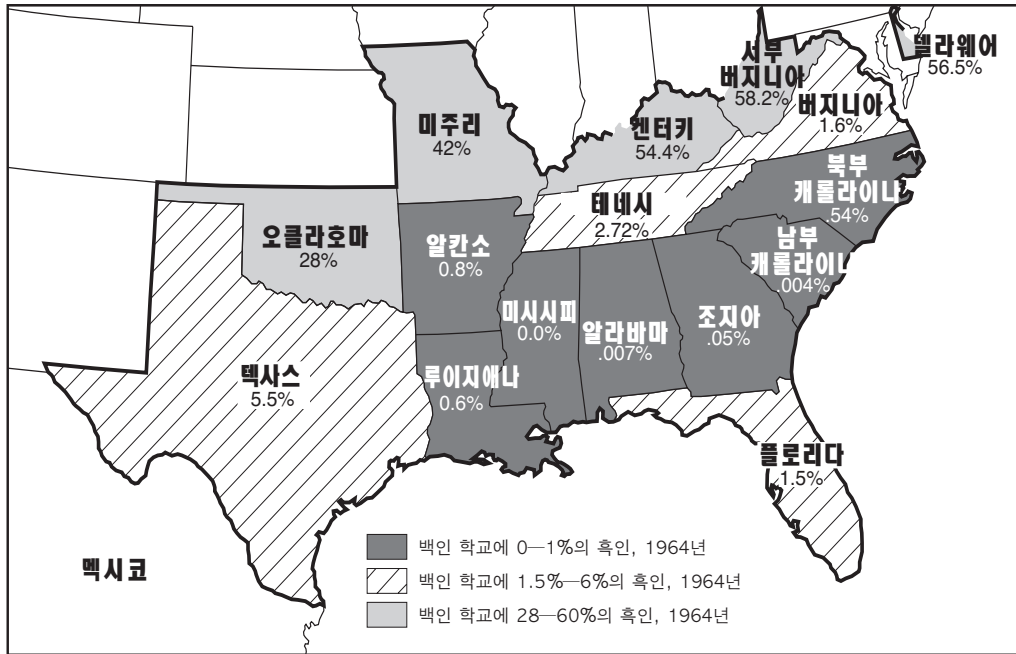 서부
버지니아
58.2%
델라웨어
56.5%
버지니아
1.6%
미주리
42%
켄터키
54.4%
북부
캐롤라이나
.54%
테네시
2.72%
오클라호마
28%
알칸소
0.8%
남부
캐롤라이나
.004%
미시시피
0.0%
알라바마
.007%
조지아
.05%
텍사스
5.5%
루이지애나
0.6%
플로리다
1.5%
멕시코
백인 학교에 0—1%의 흑인, 1964년
백인 학교에 1.5%—6%의 흑인, 1964년
백인 학교에 28—60%의 흑인, 1964년